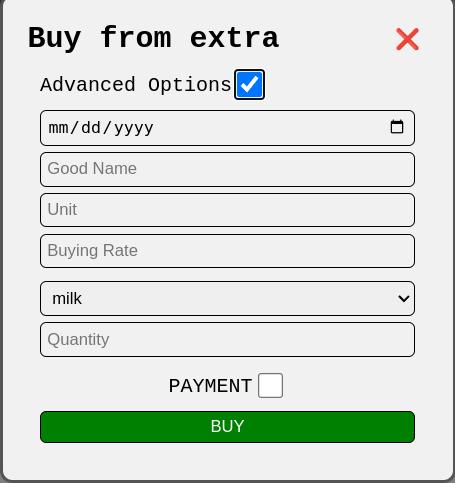 Buy from extra
Advanced Options
mm/dd/yyyy
Good Name
Unit
Buying Rate
milk
Quantity
PAYMENT
BUY